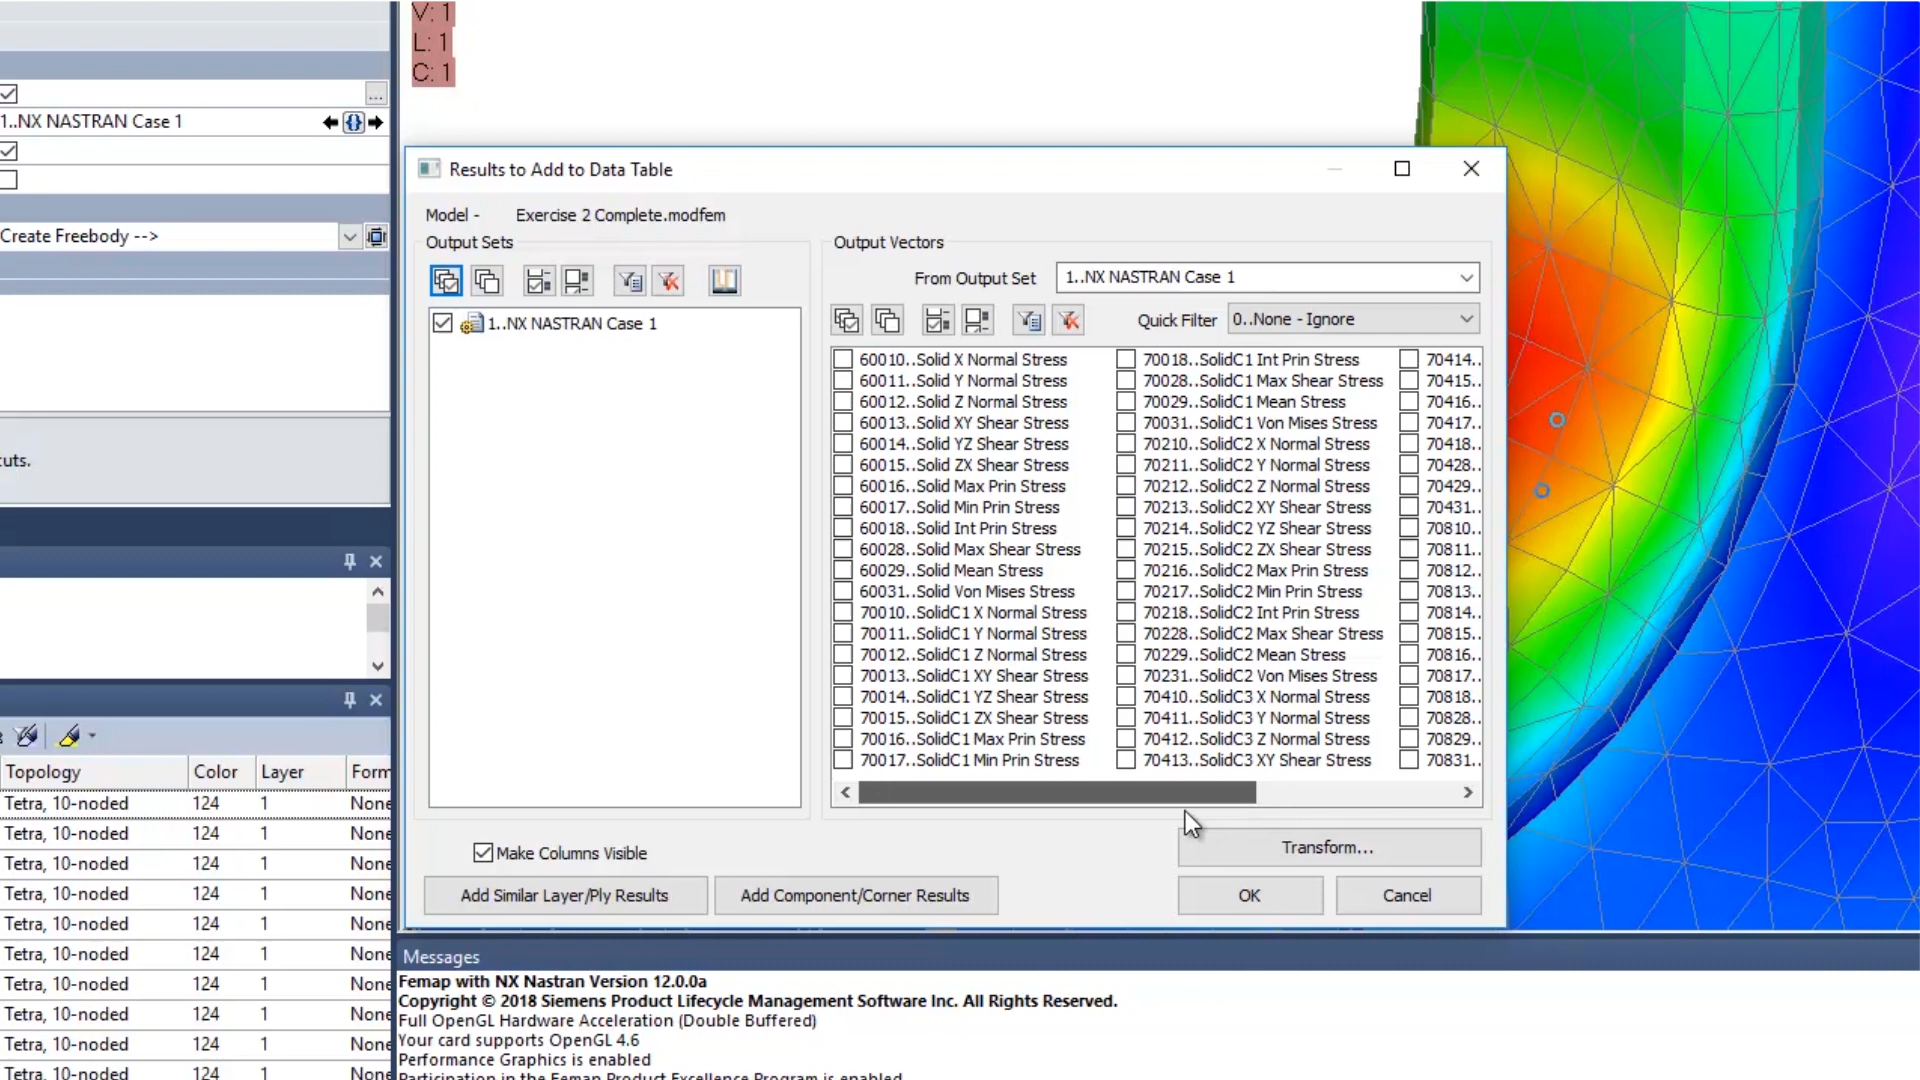 V: 1
L: 1
C: 1
...
1..NX NASTRAN Case 1
Create Freebody -->
cuts.
Topology Color Layer Form
Tetra, 10-noded 124 1 None
Tetra, 10-noded 124 1 None
Tetra, 10-noded 124 1 None
Tetra, 10-noded 124 1 None
Tetra, 10-noded 124 1 None
Tetra, 10-noded 124 1 None
Tetra, 10-noded 124 1 None
Tetra, 10-noded 124 1 None
Tetra, 10-noded 124 1 None
Tetra, 10-noded 124 1 None
Results to Add to Data Table
Model - Exercise 2 Complete.modfem
Output Sets
1..NX NASTRAN Case 1
Output Vectors
From Output Set 1..NX NASTRAN Case 1
Quick Filter 0..None - Ignore
60010..Solid X Normal Stress
60011..Solid Y Normal Stress
60012..Solid Z Normal Stress
60013..Solid XY Shear Stress
60014..Solid YZ Shear Stress
60015..Solid ZX Shear Stress
60016..Solid Max Prin Stress
60017..Solid Min Prin Stress
60018..Solid Int Prin Stress
60028..Solid Max Shear Stress
60029..Solid Mean Stress
60031..Solid Von Mises Stress
70010..SolidC1 X Normal Stress
70011..SolidC1 Y Normal Stress
70012..SolidC1 Z Normal Stress
70013..SolidC1 XY Shear Stress
70014..SolidC1 YZ Shear Stress
70015..SolidC1 ZX Shear Stress
70016..SolidC1 Max Prin Stress
70017..SolidC1 Min Prin Stress
70018..SolidC1 Int Prin Stress
70028..SolidC1 Max Shear Stress
70029..SolidC1 Mean Stress
70031..SolidC1 Von Mises Stress
70210..SolidC2 X Normal Stress
70211..SolidC2 Y Normal Stress
70212..SolidC2 Z Normal Stress
70213..SolidC2 XY Shear Stress
70214..SolidC2 YZ Shear Stress
70215..SolidC2 ZX Shear Stress
70216..SolidC2 Max Prin Stress
70217..SolidC2 Min Prin Stress
70218..SolidC2 Int Prin Stress
70228..SolidC2 Max Shear Stress
70229..SolidC2 Mean Stress
70231..SolidC2 Von Mises Stress
70410..SolidC3 X Normal Stress
70411..SolidC3 Y Normal Stress
70412..SolidC3 Z Normal Stress
70413..SolidC3 XY Shear Stress
70414..
70415..
70416..
70417..
70418..
70428..
70429..
70431..
70810..
70811..
70812..
70813..
70814..
70815..
70816..
70817..
70818..
70828..
70829..
70831..
Make Columns Visible
Transform...
Add Similar Layer/Ply Results
Add Component/Corner Results
OK
Cancel
Messages
Femap with NX Nastran Version 12.0.0a
Copyright © 2018 Siemens Product Lifecycle Management Software Inc. All Rights Reserved.
Full OpenGL Hardware Acceleration (Double Buffered)
Your card supports OpenGL 4.6
Performance Graphics is enabled
Participation in the Femap Product Excellence Program is enabled